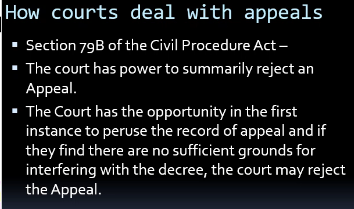 How courts deal with appeals
▪ Section 79B of the Civil Procedure Act –
▪ The court has power to summarily reject an
Appeal.
▪ The Court has the opportunity in the first
instance to peruse the record of appeal and if
they find there are no sufficient grounds for
interfering with the decree, the court may reject
the Appeal.